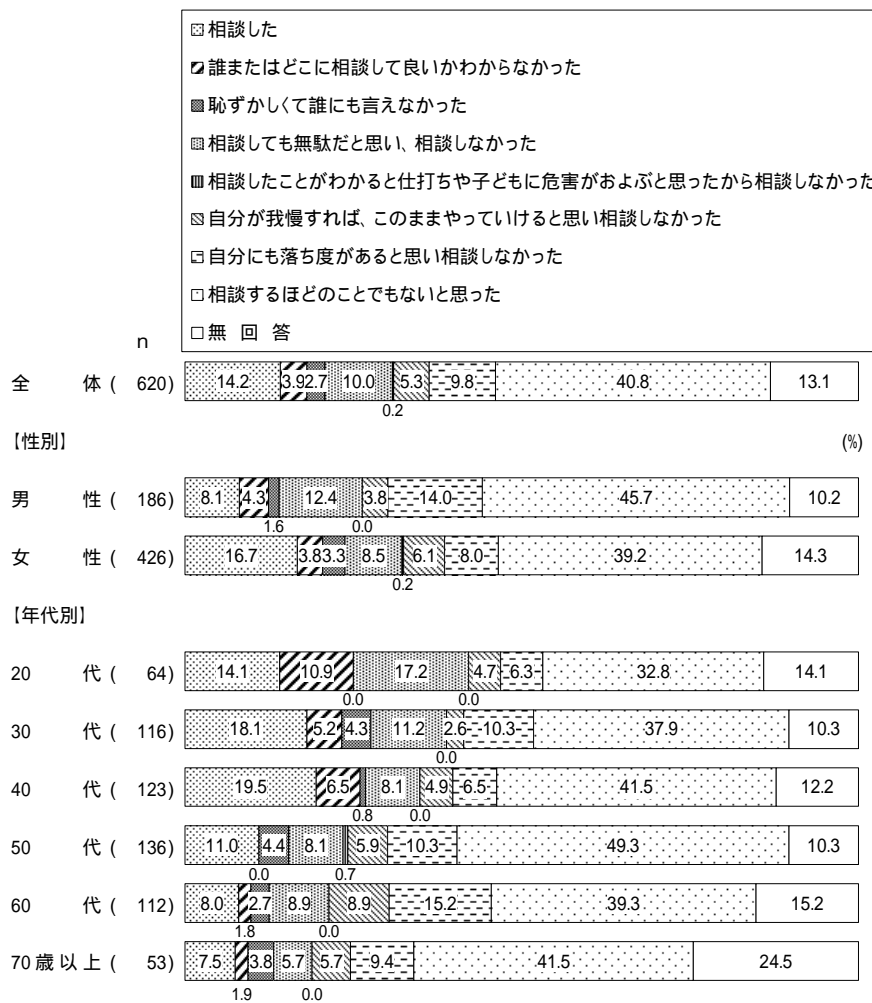 相談した
誰またはどこに相談して良いかわからなかった
恥ずかしくて誰にも言えなかった
相談しても無駄だと思い、相談しなかった
相談したことがわかると仕打ちや子どもに危害がおよぶと思ったから相談しなかった
自分が我慢すれば、このままやっていけると思い相談しなかった
自分にも落ち度があると思い相談しなかった
相談するほどのことでもないと思った
無 回 答
n
全 体 ( 620) 14.2 3.9 2.7 10.0 5.3 9.8 40.8 13.1
0.2
【性別】 (%)
男 性 ( 186) 8.1 4.3 12.4 3.8 14.0 45.7 10.2
1.6 0.0
女 性 ( 426) 16.7 3.8 3.3 8.5 6.1 8.0 39.2 14.3
0.2
【年代別】
20 代 ( 64) 14.1 10.9 17.2 4.7 6.3 32.8 14.1
0.0 0.0
30 代 ( 116) 18.1 5.2 4.3 11.2 2.6 10.3 37.9 10.3
0.0
40 代 ( 123) 19.5 6.5 8.1 4.9 6.5 41.5 12.2
0.8 0.0
50 代 ( 136) 11.0 4.4 8.1 5.9 10.3 49.3 10.3
0.0 0.7
60 代 ( 112) 8.0 2.7 8.9 8.9 15.2 39.3 15.2
1.8 0.0
70歳以上 ( 53) 7.5 3.8 5.7 5.7 9.4 41.5 24.5
1.9 0.0